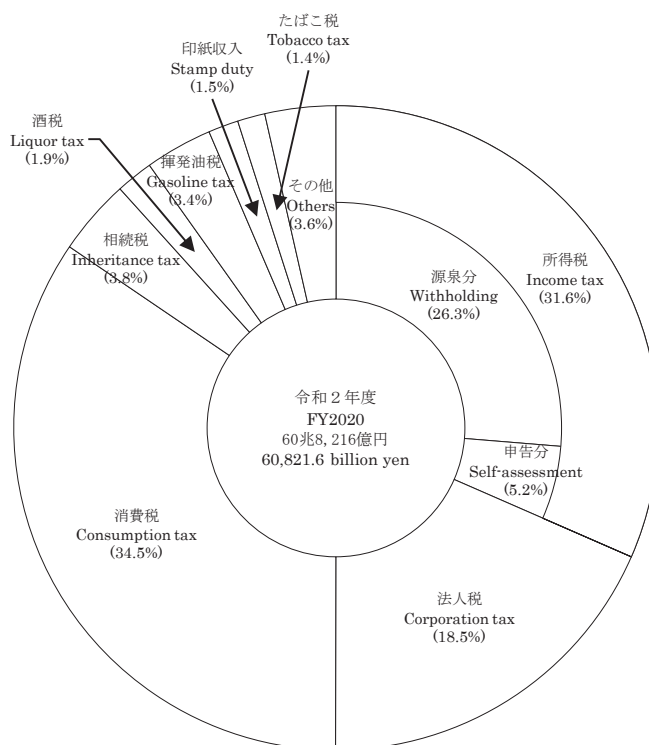 たばこ税
Tobacco tax
(1.4%)
印紙収入
Stamp duty
(1.5%)
酒税
Liquor tax
(1.9%)
揮発油税
Gasoline tax
(3.4%)
その他
Others
(3.6%)
相続税
Inheritance tax
(3.8%)
源泉分
Withholding
(26.3%)
所得税
Income tax
(31.6%)
令和2年度
FY2020
60兆8,216億円
60,821.6 billion yen
申告分
Self-assessment
(5.2%)
消費税
Consumption tax
(34.5%)
法人税
Corporation tax
(18.5%)